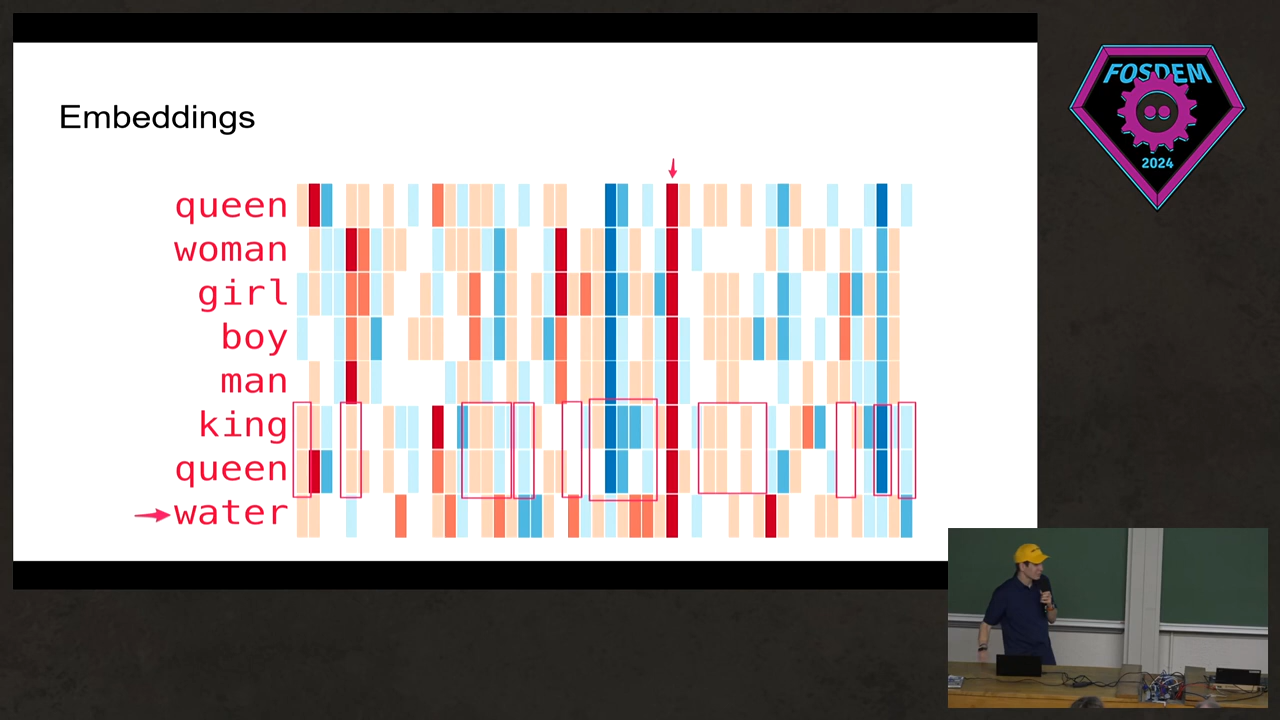 Embeddings
queen
woman
girl
boy
man
king
queen
water
FOSDEM
2024